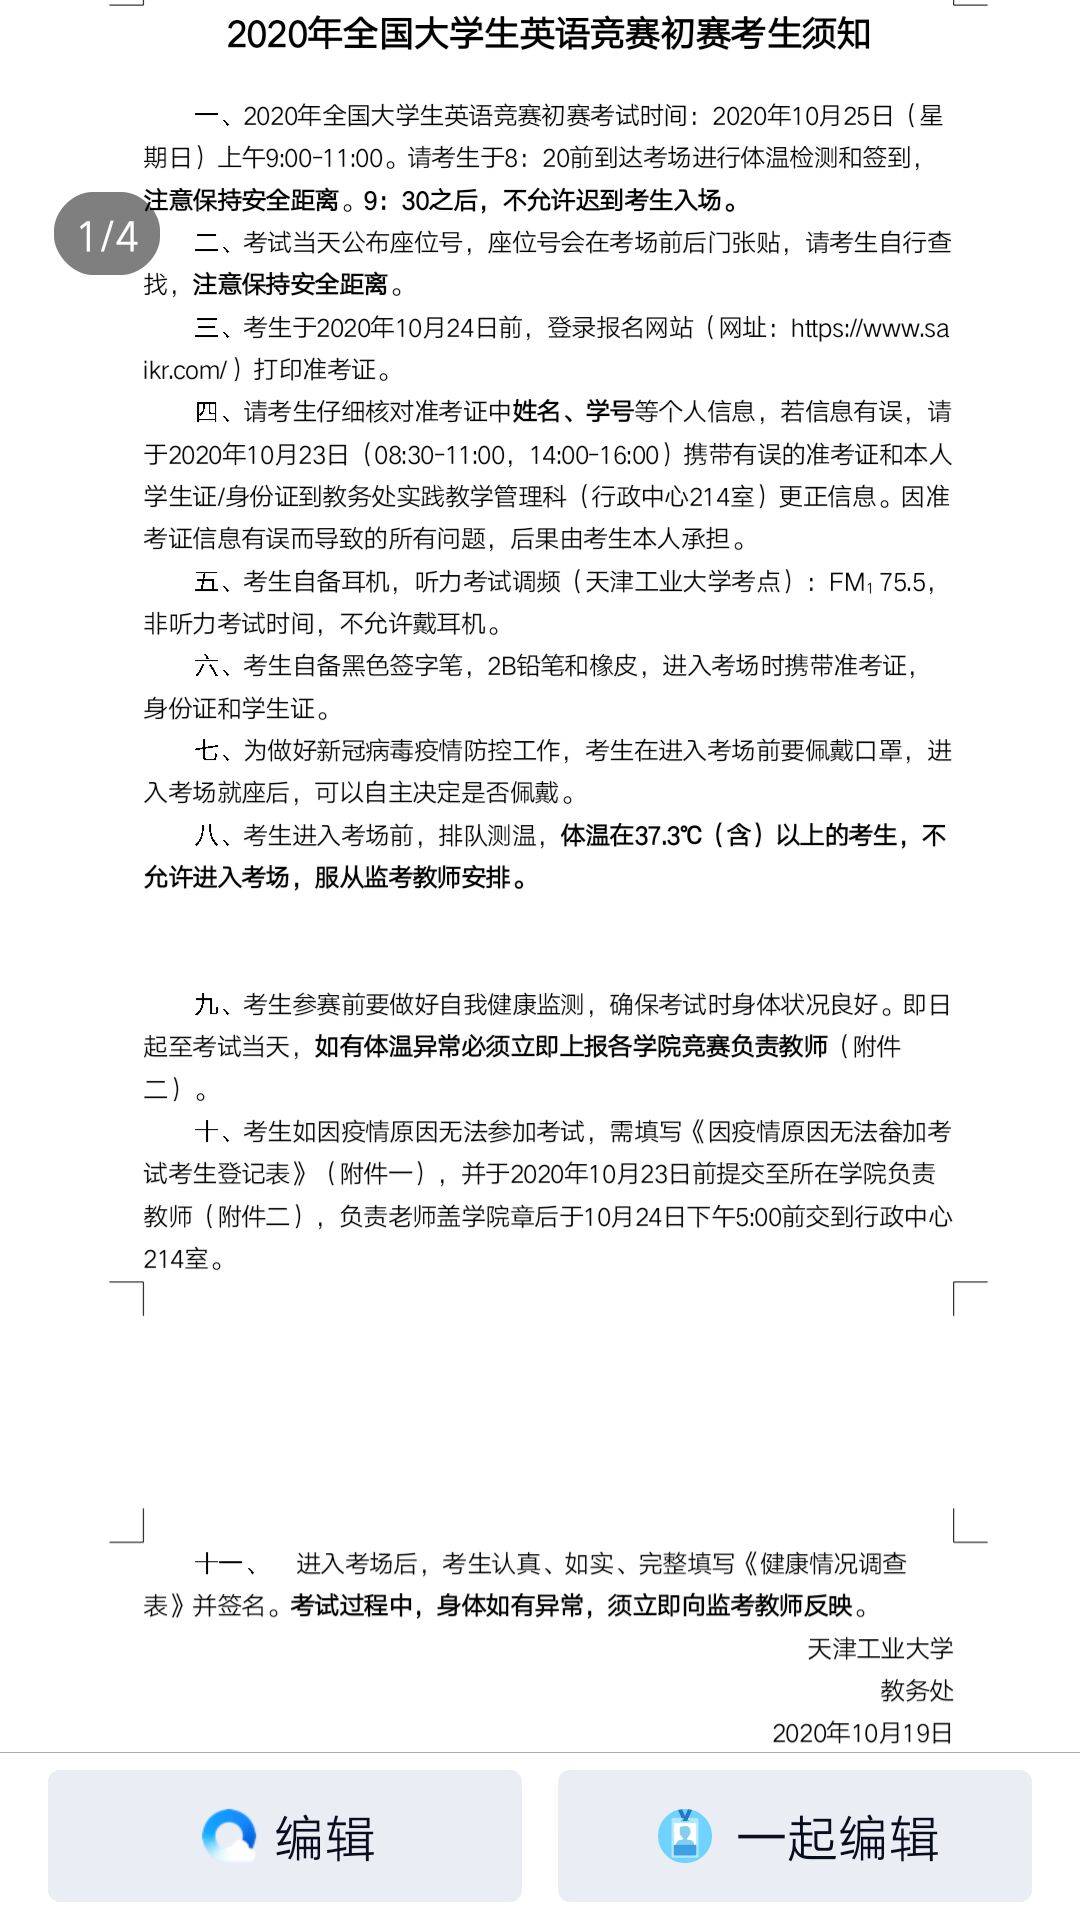 2020年全国大学生英语竞赛初赛考生须知
一、2020年全国大学生英语竞赛初赛考试时间：2020年10月25日（星
期日）上午9:00-11:00。请考生于8：20前到达考场进行体温检测和签到，
注意保持安全距离。9：30之后，不允许迟到考生入场。
1/4
二、考试当天公布座位号，座位号会在考场前后门张贴，请考生自行查
找，注意保持安全距离。
三、考生于2020年10月24日前，登录报名网站（网址：https://www.sa
ikr.com/）打印准考证。
四、请考生仔细核对准考证中姓名、学号等个人信息，若信息有误，请
于2020年10月23日（08:30-11:00，14:00-16:00）携带有误的准考证和本人
学生证/身份证到教务处实践教学管理科（行政中心214室）更正信息。因准
考证信息有误而导致的所有问题，后果由考生本人承担。
五、考生自备耳机，听力考试调频（天津工业大学考点）：FM₁ 75.5，
非听力考试时间，不允许戴耳机。
六、考生自备黑色签字笔，2B铅笔和橡皮，进入考场时携带准考证，
身份证和学生证。
七、为做好新冠病毒疫情防控工作，考生在进入考场前要佩戴口罩，进
入考场就座后，可以自主决定是否佩戴。
八、考生进入考场前，排队测温，体温在37.3℃（含）以上的考生，不
允许进入考场，服从监考教师安排。
九、考生参赛前要做好自我健康监测，确保考试时身体状况良好。即日
起至考试当天，如有体温异常必须立即上报各学院竞赛负责教师（附件
二）。
十、考生如因疫情原因无法参加考试，需填写《因疫情原因无法叁加考
试考生登记表》（附件一），并于2020年10月23日前提交至所在学院负责
教师（附件二），负责老师盖学院章后于10月24日下午5:00前交到行政中心
214室。
十一、 进入考场后，考生认真、如实、完整填写《健康情况调查
表》并签名。考试过程中，身体如有异常，须立即向监考教师反映。
天津工业大学
教务处
2020年10月19日
编辑
一起编辑